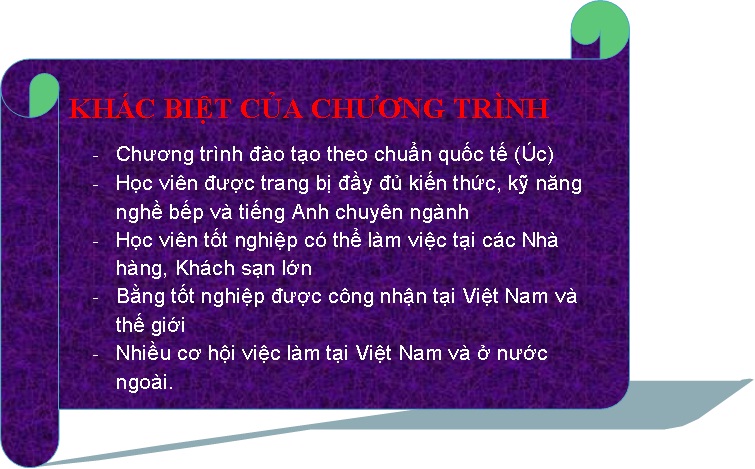 KHÁC BIỆT CỦA CHƯƠNG TRÌNH
- Chương trình đào tạo theo chuẩn quốc tế (Úc)
- Học viên được trang bị đầy đủ kiến thức, kỹ năng
nghề bếp và tiếng Anh chuyên ngành
- Học viên tốt nghiệp có thể làm việc tại các Nhà
hàng, Khách sạn lớn
- Bằng tốt nghiệp được công nhận tại Việt Nam và
thế giới
- Nhiều cơ hội việc làm tại Việt Nam và ở nước
ngoài.